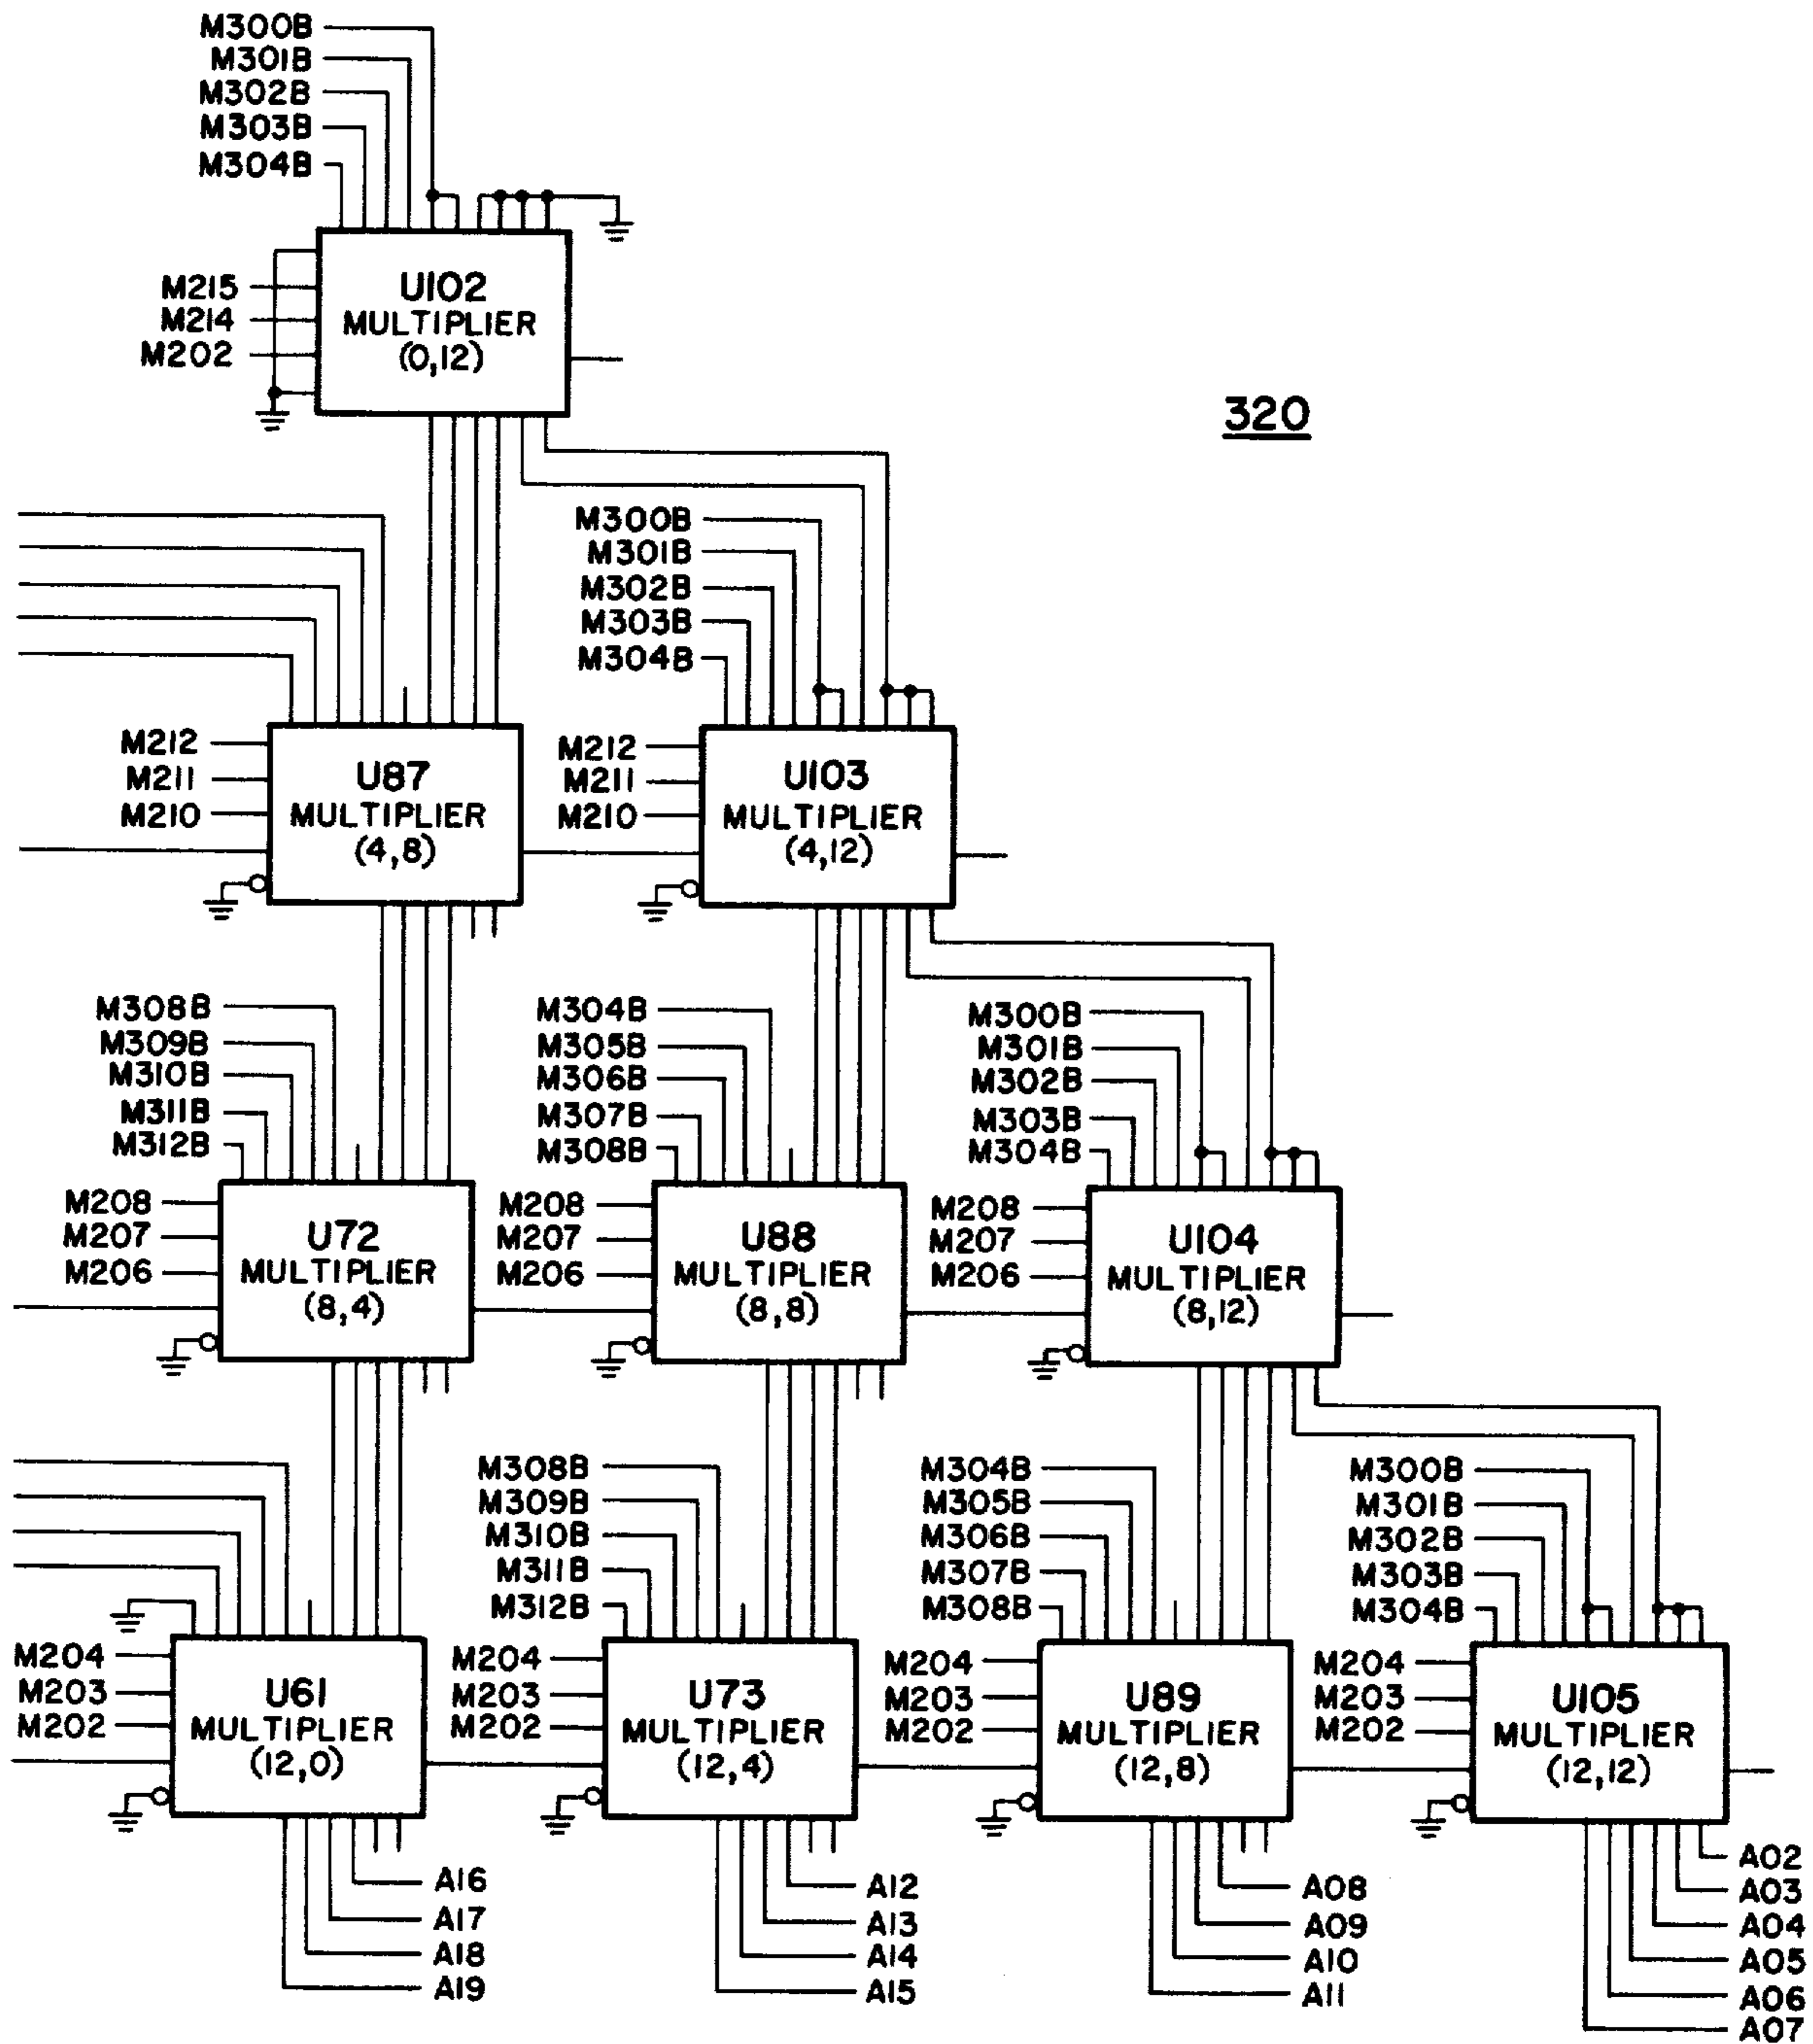 M300B
M301B
M302B
M303B
M304B
M215
M214
M202
U102
MULTIPLIER
(0,12)
320
M300B
M301B
M302B
M303B
M304B
M212
M211
M210
U87
MULTIPLIER
(4,8)
M212
M211
M210
U103
MULTIPLIER
(4,12)
M308B
M309B
M310B
M311B
M312B
M304B
M305B
M306B
M307B
M308B
M300B
M301B
M302B
M303B
M304B
M208
M207
M206
U72
MULTIPLIER
(8,4)
M208
M207
M206
U88
MULTIPLIER
(8,8)
M208
M207
M206
U104
MULTIPLIER
(8,12)
M308B
M309B
M310B
M311B
M312B
M304B
M305B
M306B
M307B
M308B
M300B
M301B
M302B
M303B
M304B
M204
M203
M202
U61
MULTIPLIER
(12,0)
M204
M203
M202
U73
MULTIPLIER
(12,4)
M204
M203
M202
U89
MULTIPLIER
(12,8)
M204
M203
M202
U105
MULTIPLIER
(12,12)
A16
A17
A18
A19
A12
A13
A14
A15
A08
A09
A10
A11
A02
A03
A04
A05
A06
A07